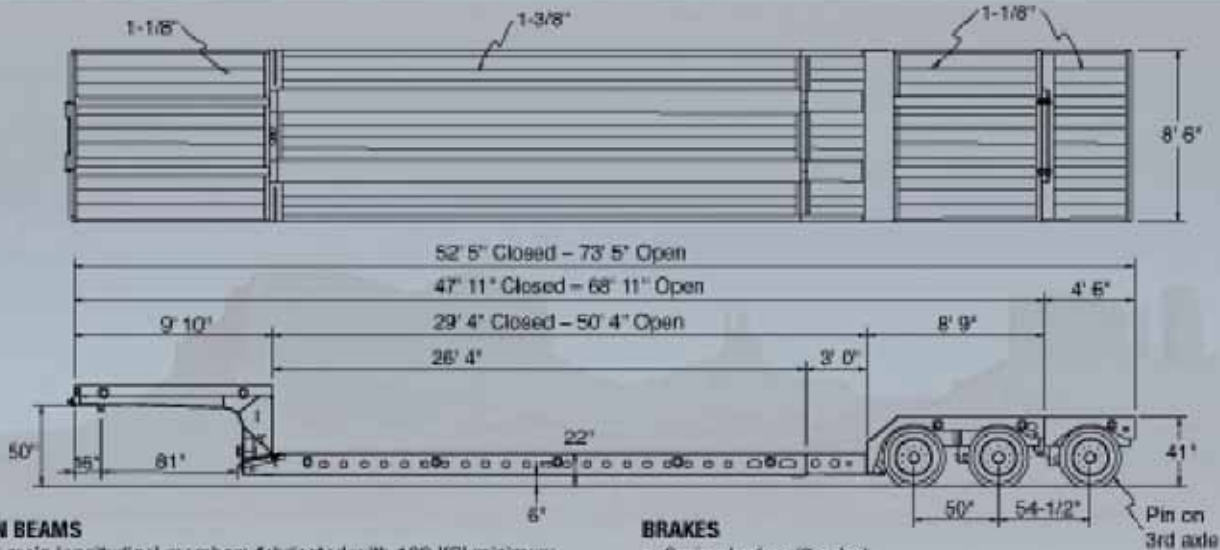 1-1/8"
1-3/8"
1-1/8"
8' 6"
52' 5" Closed – 73' 5" Open
47' 11" Closed – 68' 11" Open
4' 6"
9' 10"
29' 4" Closed – 50' 4" Open
8' 9"
26' 4"
3' 0"
50"
81"
22"
6"
50"
54-1/2"
41"
Pin on
3rd axle
N BEAMS
BRAKES